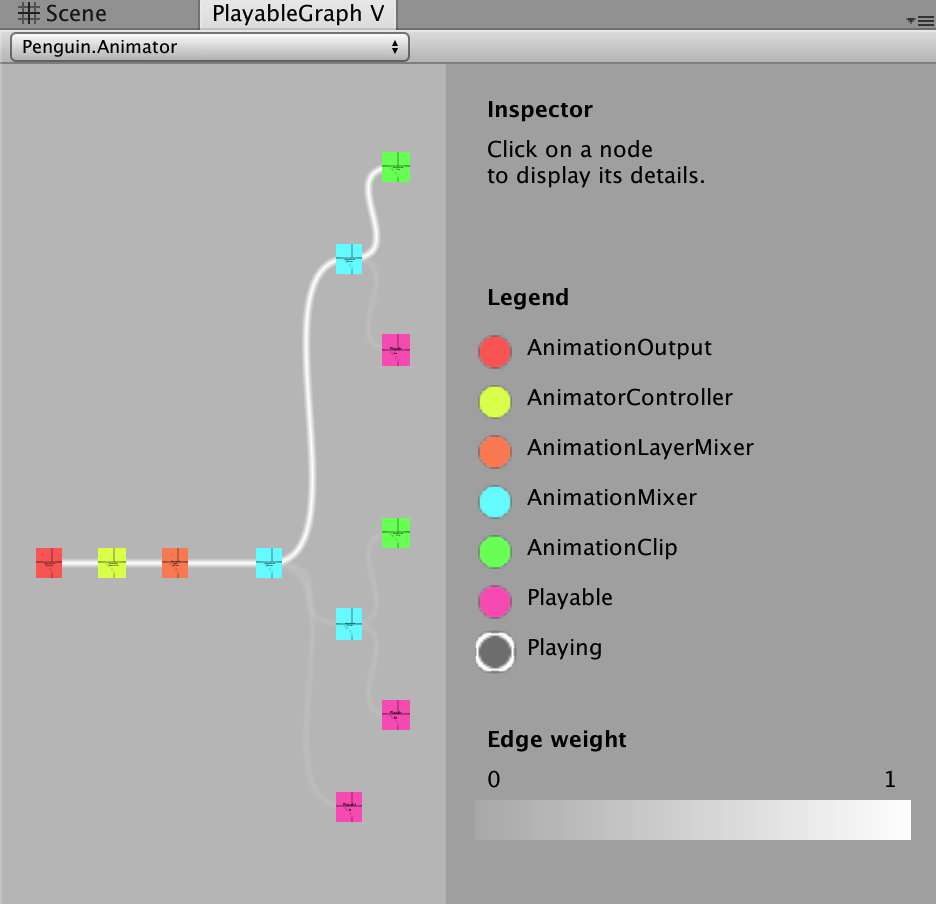 Scene
PlayableGraph V
Penguin.Animator
Inspector
Click on a node
to display its details.
Legend
AnimationOutput
AnimatorController
AnimationLayerMixer
AnimationMixer
AnimationClip
Playable
Playing
Edge weight
0 1